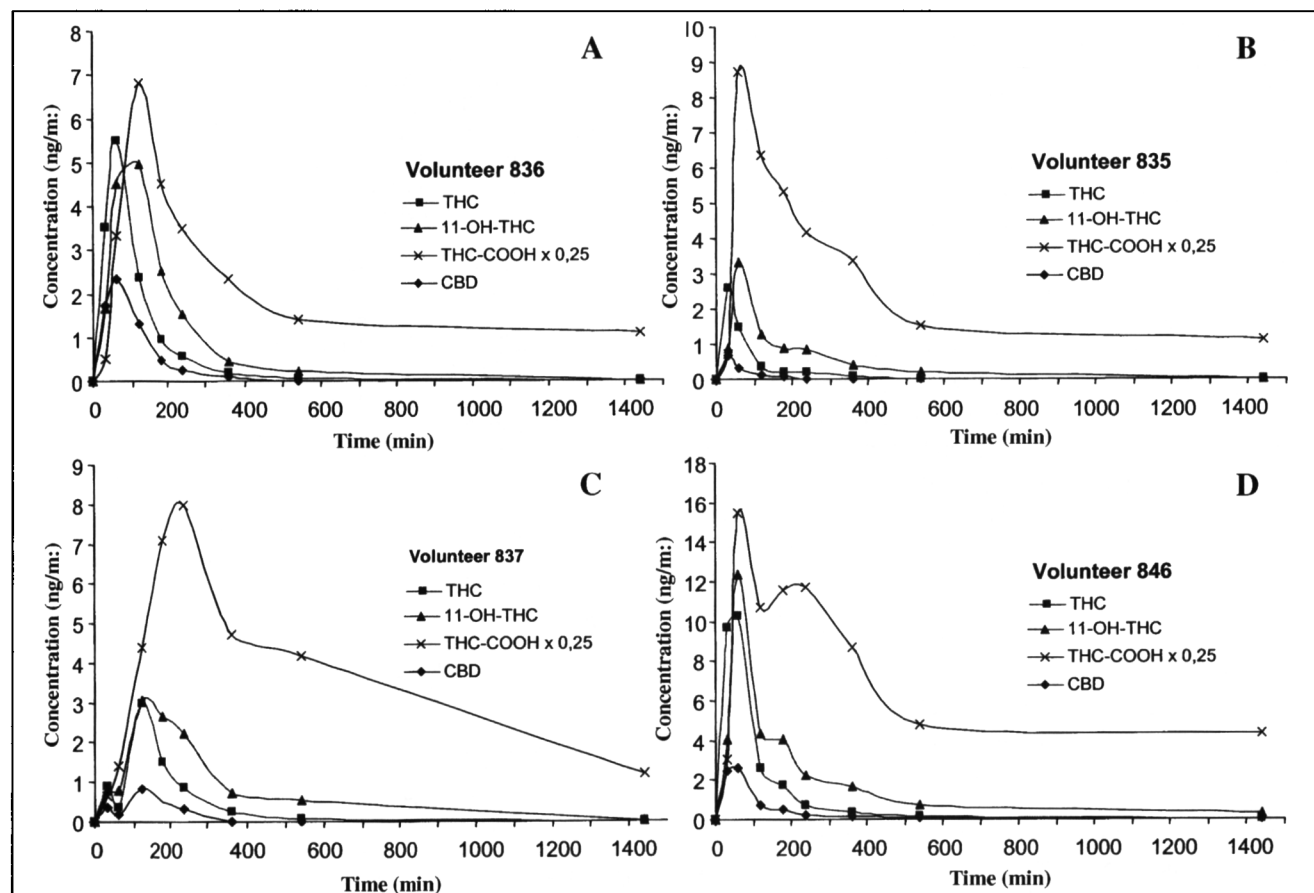 A
Concentration (ng/m:)
8
7
6
5
4
3
2
1
0
0 200 400 600 800 1000 1200 1400
Time (min)
Volunteer 836
THC
11-OH-THC
THC-COOH x 0,25
CBD
B
Concentration (ng/m:)
10
9
8
7
6
5
4
3
2
1
0
0 200 400 600 800 1000 1200 1400
Time (min)
Volunteer 835
THC
11-OH-THC
THC-COOH x 0,25
CBD
C
Concentration (ng/m:)
9
8
7
6
5
4
3
2
1
0
0 200 400 600 800 1000 1200 1400
Time (min)
Volunteer 837
THC
11-OH-THC
THC-COOH x 0,25
CBD
D
Concentration (ng/m:)
18
16
14
12
10
8
6
4
2
0
0 200 400 600 800 1000 1200 1400
Time (min)
Volunteer 846
THC
11-OH-THC
THC-COOH x 0,25
CBD